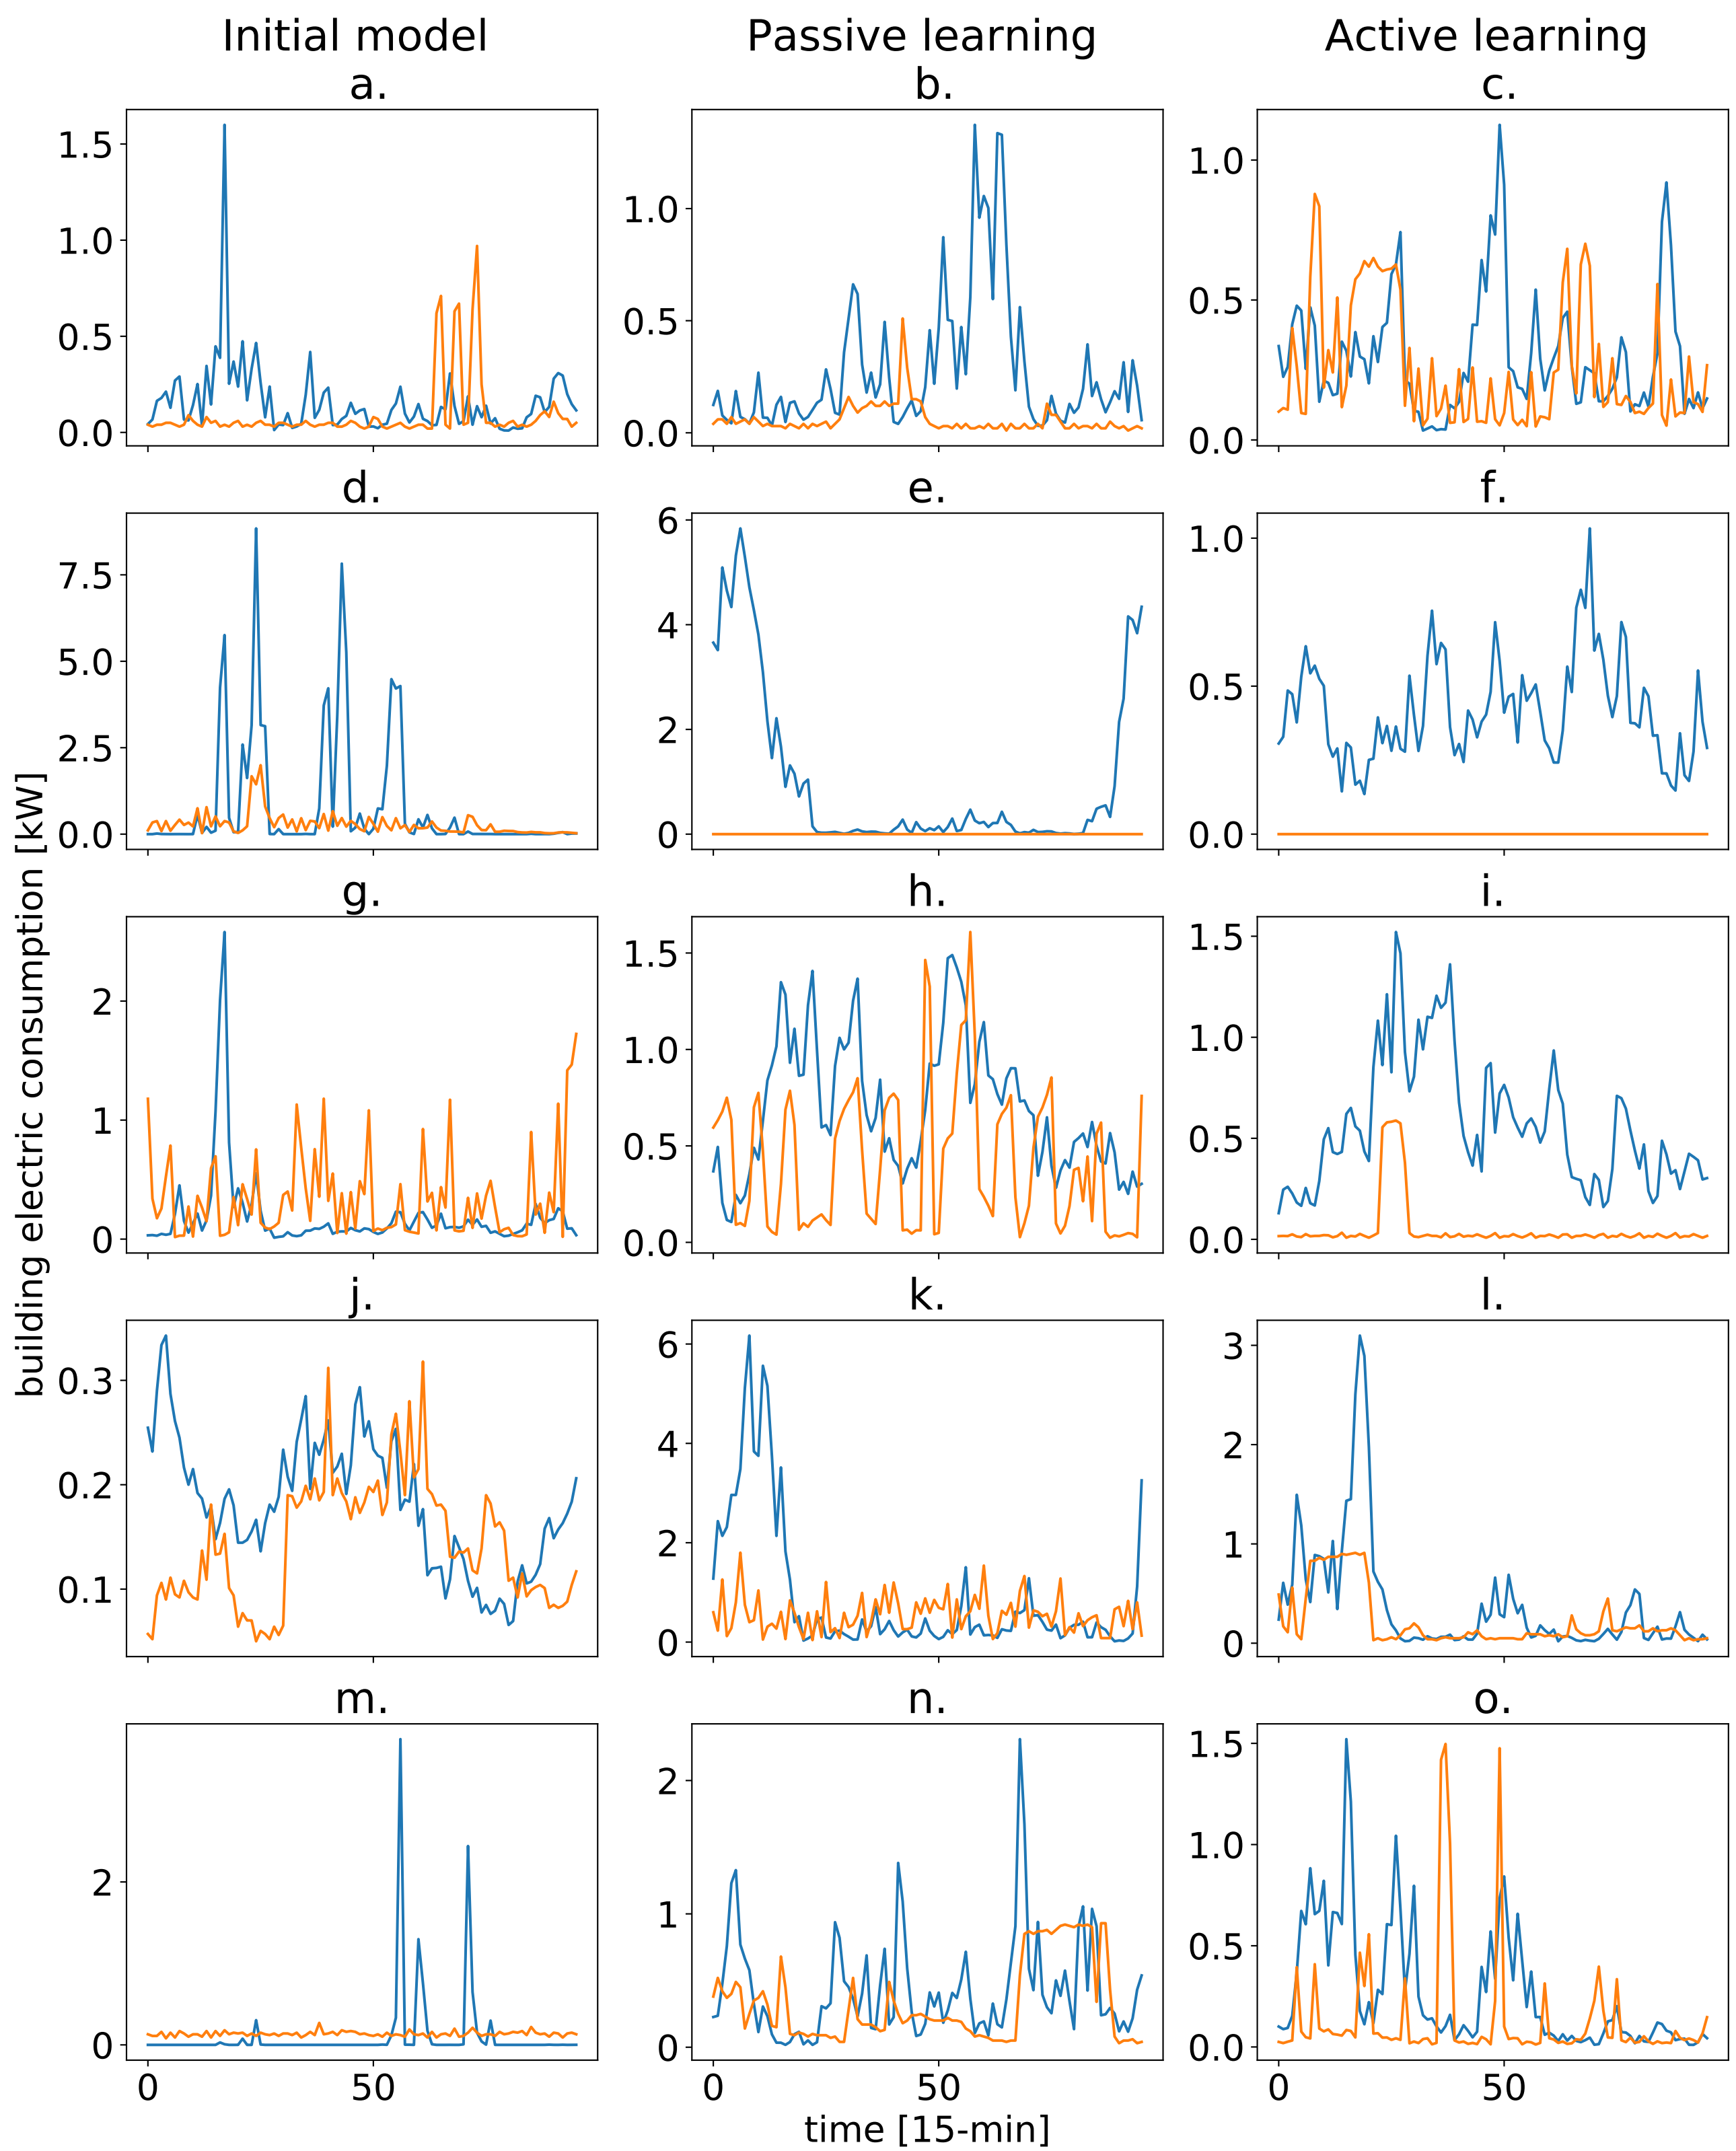 Initial model
Passive learning
Active learning
a.
b.
c.
1.5
1.0
0.5
0.0
1.0
0.5
0.0
1.0
0.5
0.0
d.
e.
f.
7.5
5.0
2.5
0.0
6
4
2
0
1.0
0.5
0.0
g.
h.
i.
2
1
0
1.5
1.0
0.5
0.0
1.5
1.0
0.5
0.0
j.
k.
l.
0.3
0.2
0.1
6
4
2
0
3
2
1
0
m.
n.
o.
2
0
2
1
0
1.5
1.0
0.5
0.0
0
50
0
50
0
50
building electric consumption [kW]
time [15-min]